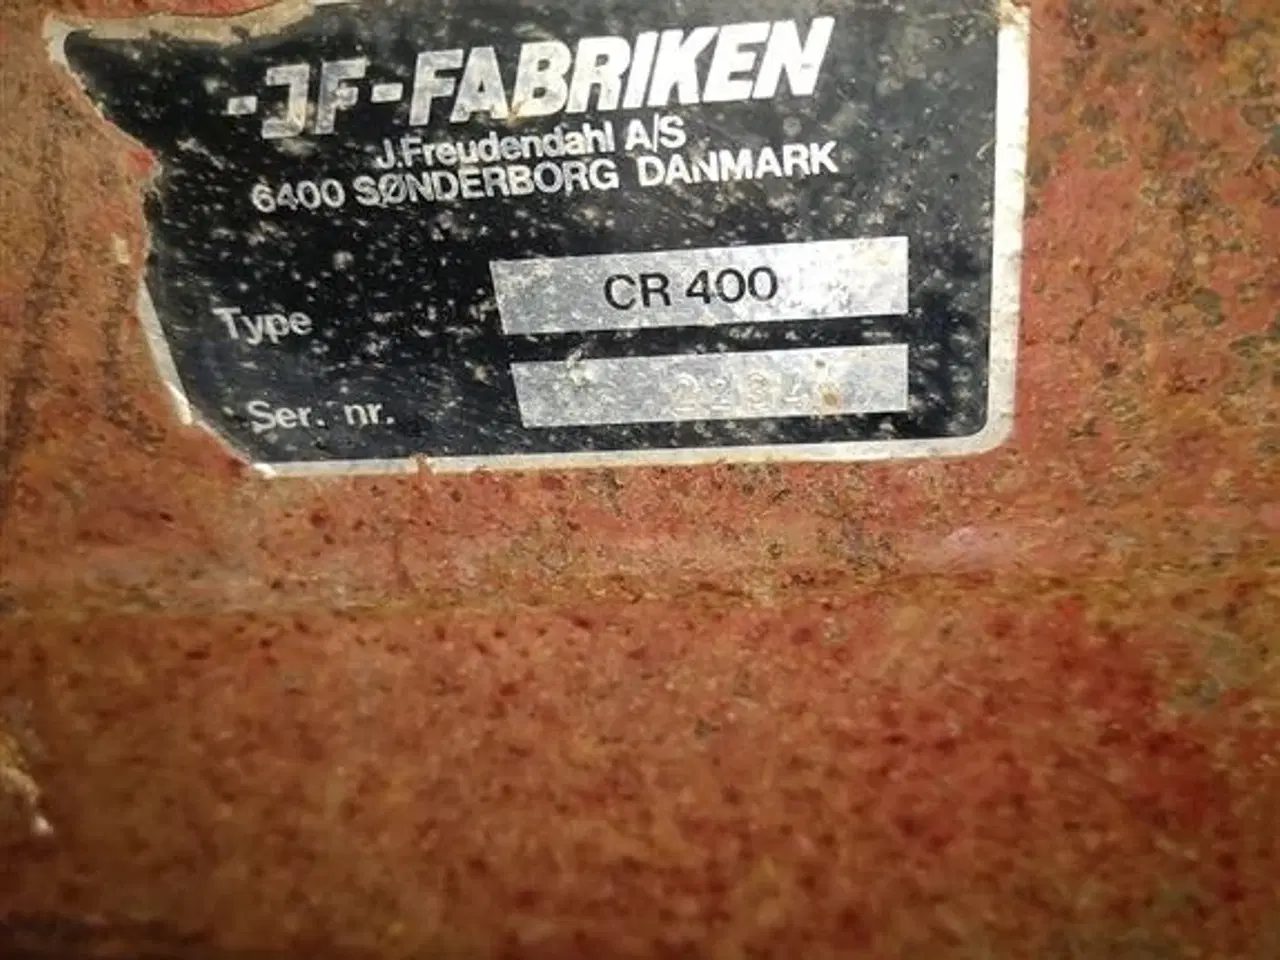 -JF-FABRIKEN
J.Freudendahl A/S
6400 SØNDERBORG DANMARK
Type CR 400
Ser. nr.